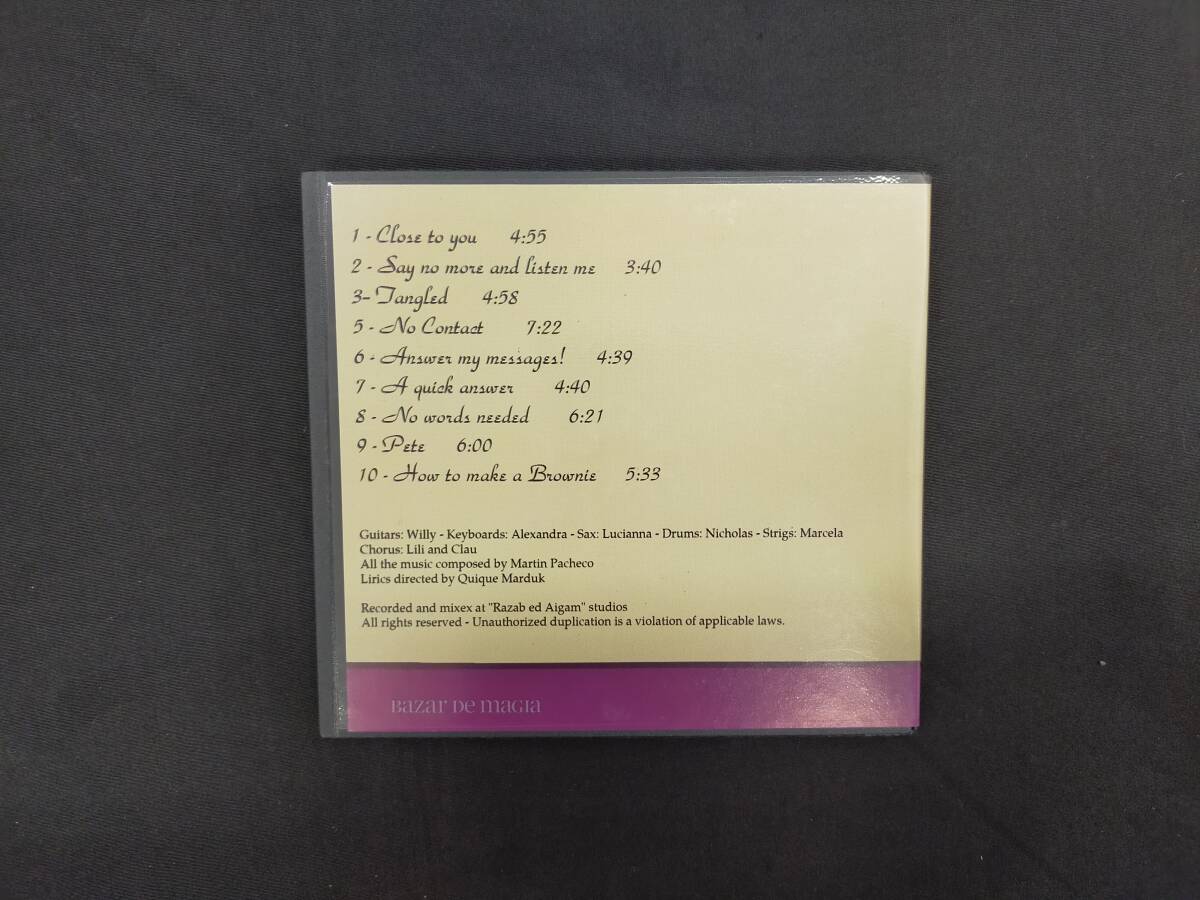 1 - Close to you 4:55
2 - Say no more and listen me 3:40
3- Tangled 4:58
5 - No Contact 7:22
6 - Answer my messages! 4:39
7 - A quick answer 4:40
8 - No words needed 6:21
9 - Pete 6:00
10 - How to make a Brownie 5:33
Guitars: Willy - Keyboards: Alexandra - Sax: Lucianna - Drums: Nicholas - Strigs: Marcela
Chorus: Lili and Clau
All the music composed by Martin Pacheco
Lirics directed by Quique Marduk
Recorded and mixex at "Razab ed Aigam" studios
All rights reserved - Unauthorized duplication is a violation of applicable laws.
Bazar De magia